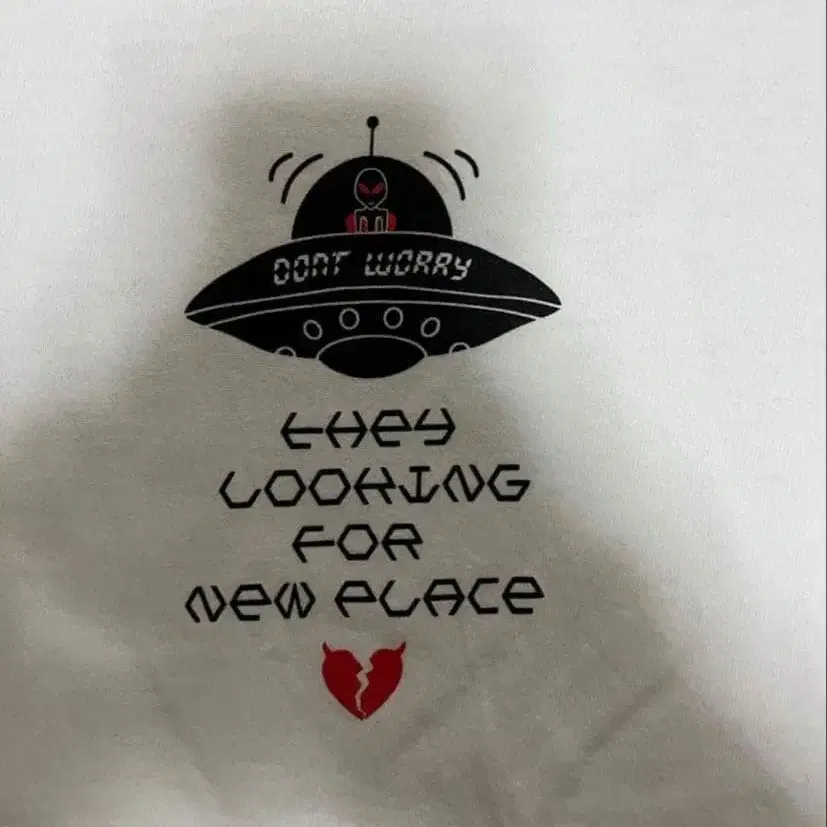 DONT WORRY
tHey
LOOKING
FOR
New PLACe